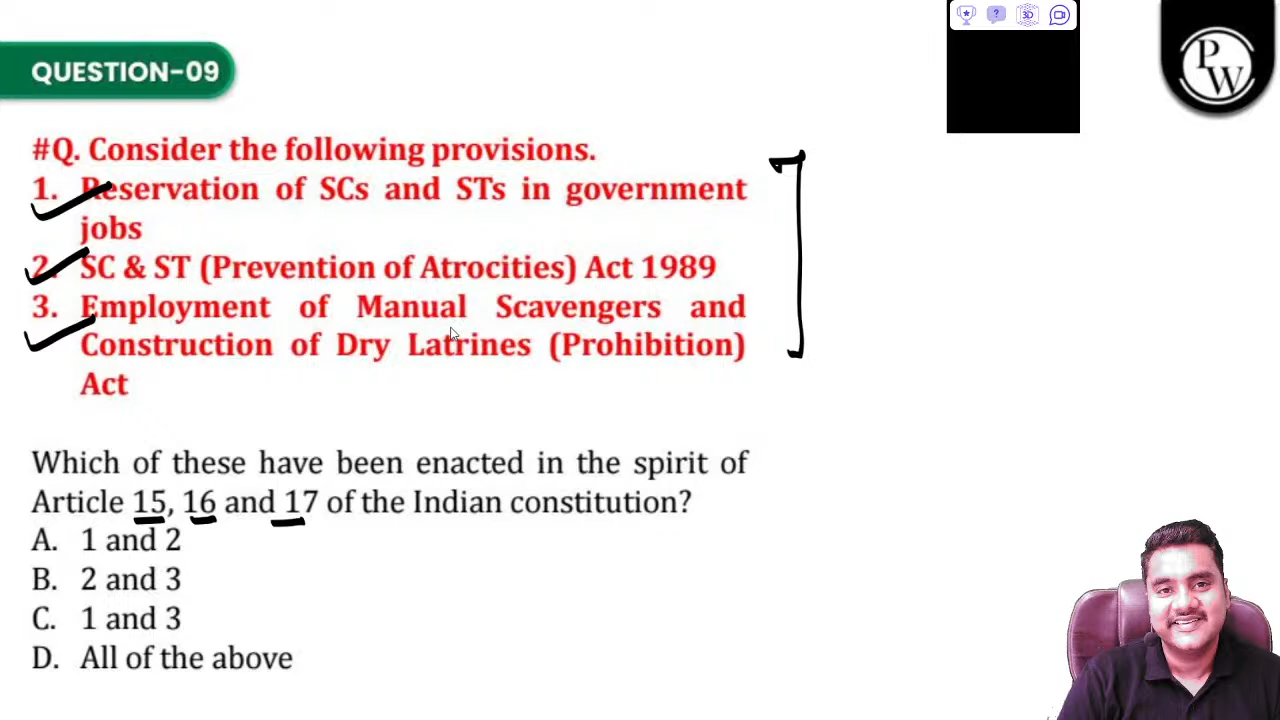 QUESTION-09
PW
#Q. Consider the following provisions.
1. Reservation of SCs and STs in government
jobs
2. SC & ST (Prevention of Atrocities) Act 1989
3. Employment of Manual Scavengers and
Construction of Dry Latrines (Prohibition)
Act
Which of these have been enacted in the spirit of
Article 15, 16 and 17 of the Indian constitution?
A. 1 and 2
B. 2 and 3
C. 1 and 3
D. All of the above